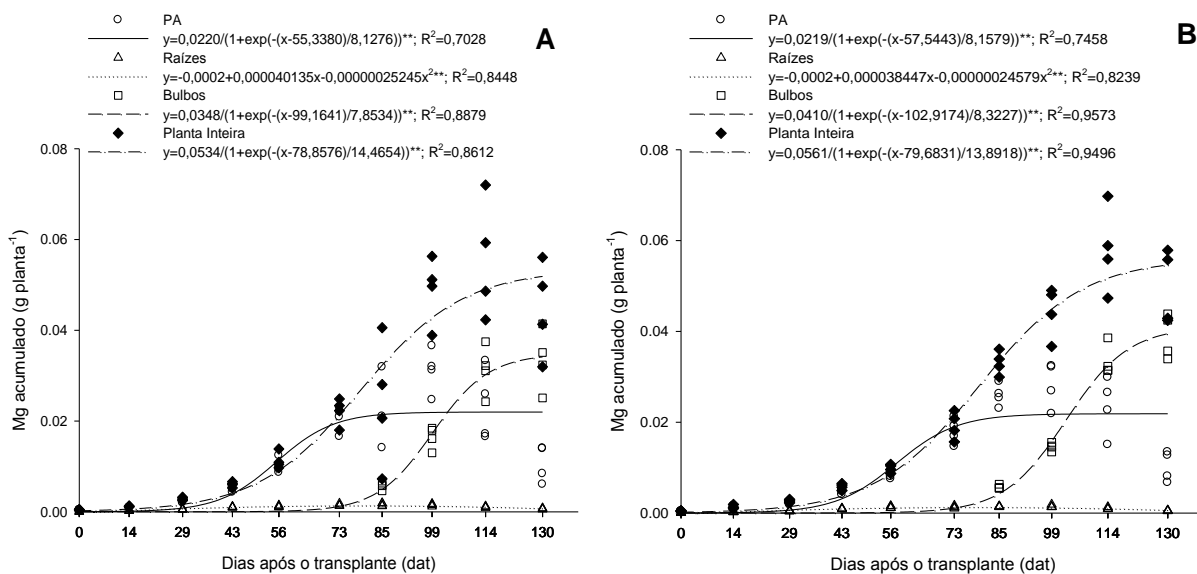 PA
y=0,0220/(1+exp(-(x-55,3380)/8,1276))**; R²=0,7028
Raízes
y=-0,0002+0,000040135x-0,00000025245x²**; R²=0,8448
Bulbos
y=0,0348/(1+exp(-(x-99,1641)/7,8534))**; R²=0,8879
Planta Inteira
y=0,0534/(1+exp(-(x-78,8576)/14,4654))**; R²=0,8612
A
0.08
0.06
0.04
0.02
0.00
Mg acumulado (g planta⁻¹)
0 14 29 43 56 73 85 99 114 130
Dias após o transplante (dat)
PA
y=0,0219/(1+exp(-(x-57,5443)/8,1579))**; R²=0,7458
Raízes
y=-0,0002+0,000038447x-0,00000024579x²**; R²=0,8239
Bulbos
y=0,0410/(1+exp(-(x-102,9174)/8,3227))**; R²=0,9573
Planta Inteira
y=0,0561/(1+exp(-(x-79,6831)/13,8918))**; R²=0,9496
B
0.08
0.06
0.04
0.02
0.00
Mg acumulado (g planta⁻¹)
0 14 29 43 56 73 85 99 114 130
Dias após o transplante (dat)